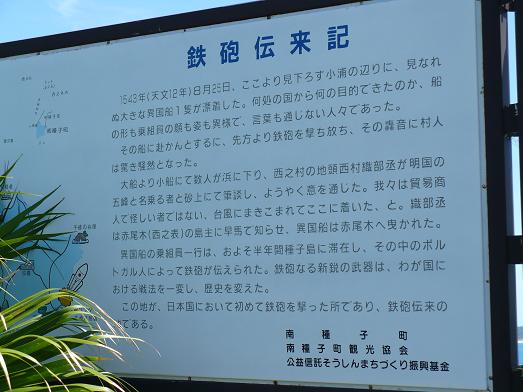 鉄砲伝来記
1543年(天文12年)8月25日、ここより見下ろす小浦の辺りに、見なれ
ぬ大きな異国船1隻が漂着した。何処の国から何の目的できたのか、船
の形も乗組員の顔も姿も異様で、言葉も通じない人々であった。
その船に赴かんとするに、先方より鉄砲を撃ち放ち、その轟音に村人
は驚き騒然となった。
大船より小船にて数人が浜に下り、西之村の地頭西村織部丞が明国の
五峰と名乗る者と砂上にて筆談し、ようやく意を通じた。我々は貿易商
人で怪しい者ではない、台風にまきこまれてここに着いた、と。織部丞
は赤尾木(西之表)の島主に早馬で知らせ、異国船は赤尾木へ曳かれた。
異国船の乗組員一行は、およそ半年間種子島に滞在し、その中のポル
トガル人によって鉄砲が伝えられた。鉄砲なる新鋭の武器は、わが国に
おける戦法を一変し、歴史を変えた。
この地が、日本国において初めて鉄砲を撃った所であり、鉄砲伝来の
である。
南種子町
南種子町観光協会
公益信託そうしんまちづくり振興基金